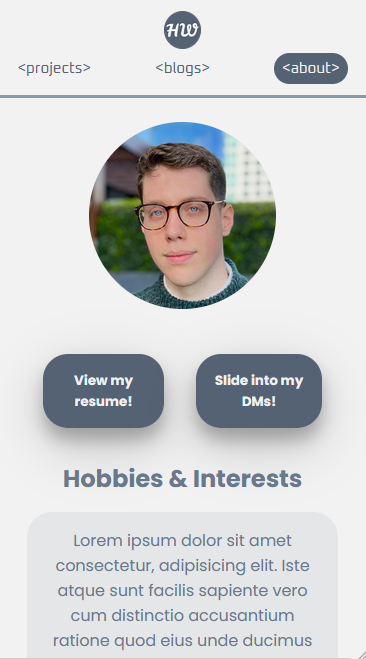 HW
<projects> <blogs> <about>
View my
resume!
Slide into my
DMs!
Hobbies & Interests
Lorem ipsum dolor sit amet
consectetur, adipisicing elit. Iste
atque sunt facilis sapiente vero
cum distinctio accusantium
ratione quod eius unde ducimus